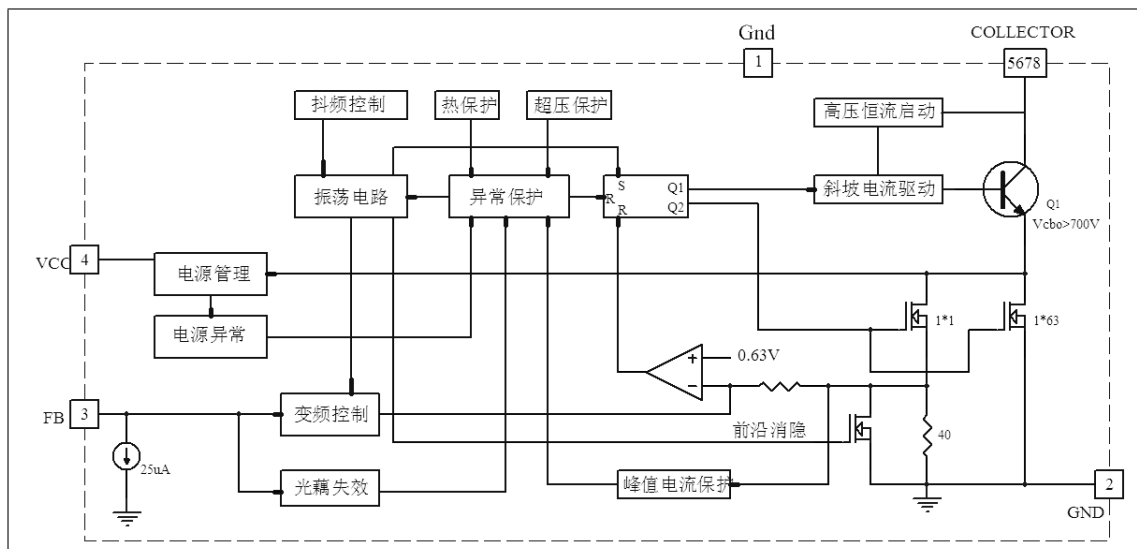 Gnd
COLLECTOR
1
5678
抖频控制
热保护
超压保护
高压恒流启动
振荡电路
异常保护
S
R
R
Q1
Q2
斜坡电流驱动
Q1
Vcbo>700V
VCC
4
电源管理
电源异常
1*1
1*63
+
0.63V
−
FB
3
变频控制
前沿消隐
40
25uA
光藕失效
峰值电流保护
2
GND